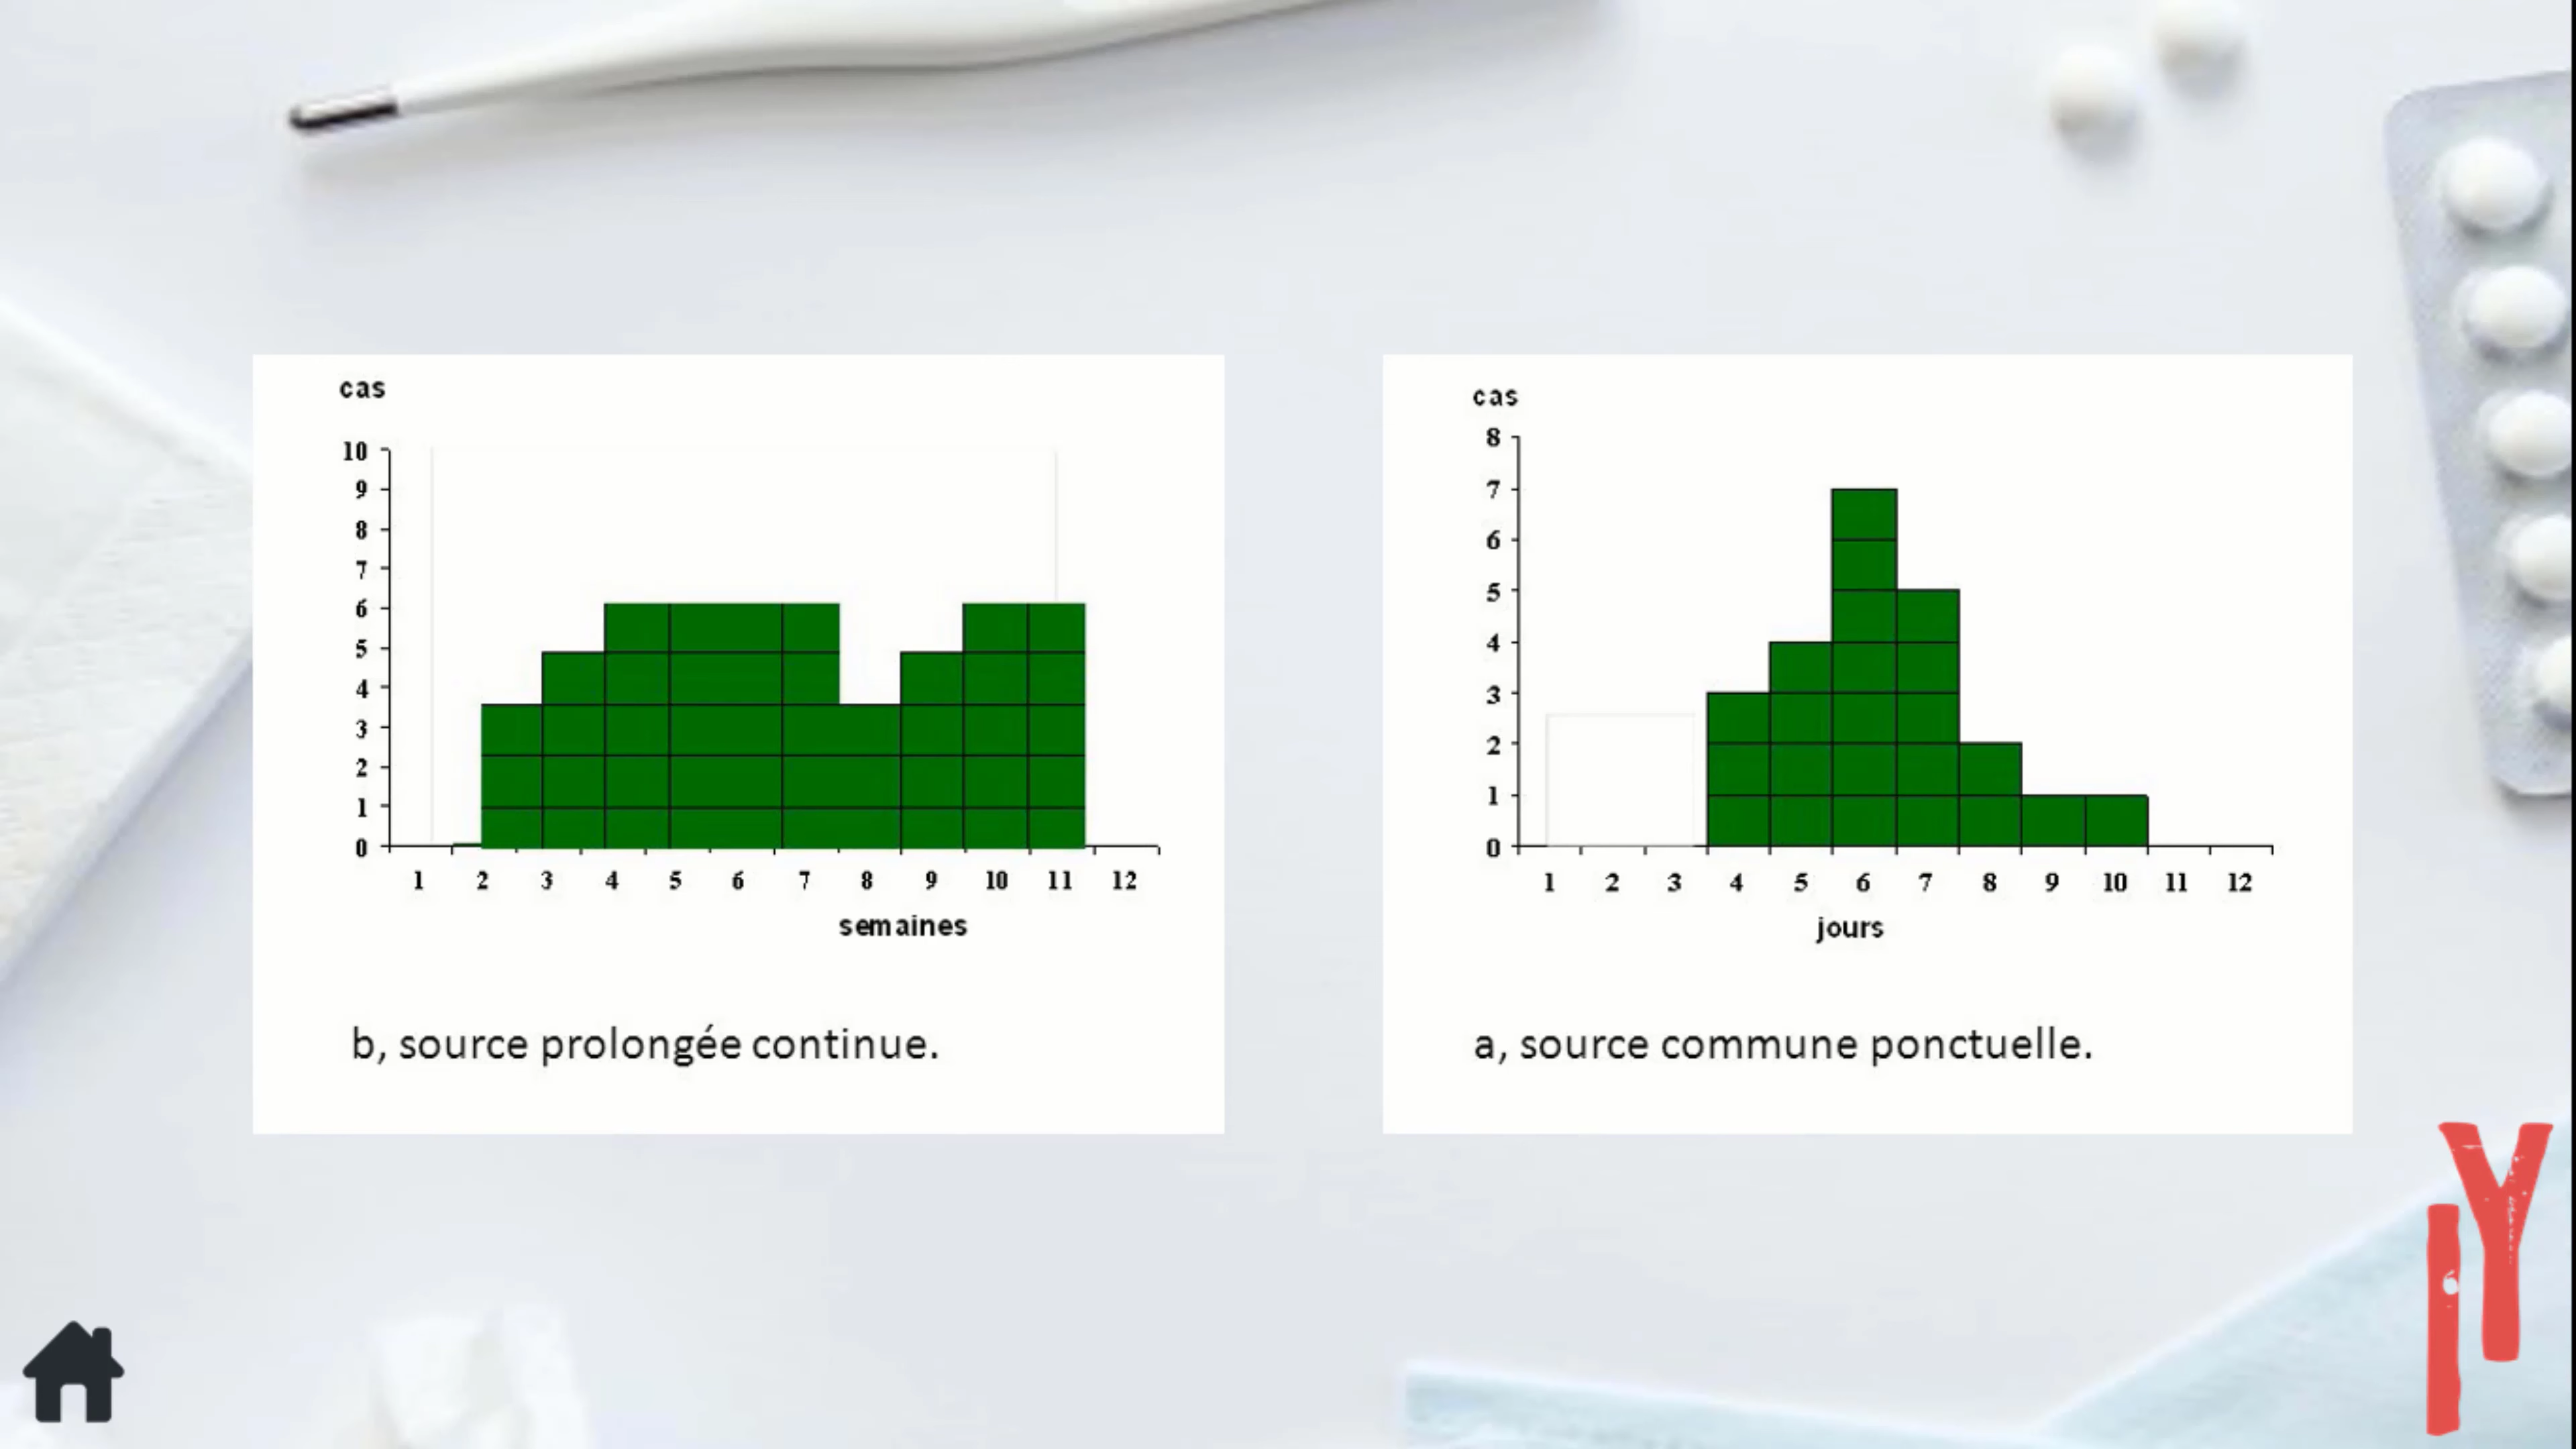 cas
10
9
8
7
6
5
4
3
2
1
0
1 2 3 4 5 6 7 8 9 10 11 12
semaines
b, source prolongée continue.
cas
8
7
6
5
4
3
2
1
0
1 2 3 4 5 6 7 8 9 10 11 12
jours
a, source commune ponctuelle.
Y